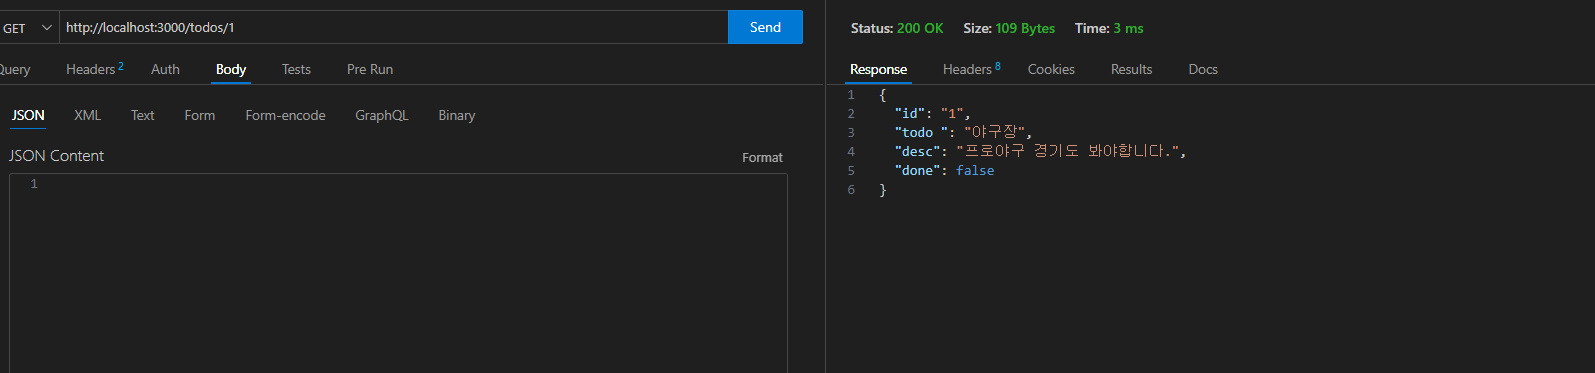 GET http://localhost:3000/todos/1 Send
Query Headers 2 Auth Body Tests Pre Run
JSON XML Text Form Form-encode GraphQL Binary
JSON Content Format
1
Status: 200 OK Size: 109 Bytes Time: 3 ms
Response Headers 8 Cookies Results Docs
1 {
2 "id": "1",
3 "todo ": "야구장",
4 "desc": "프로야구 경기도 봐야합니다.",
5 "done": false
6 }